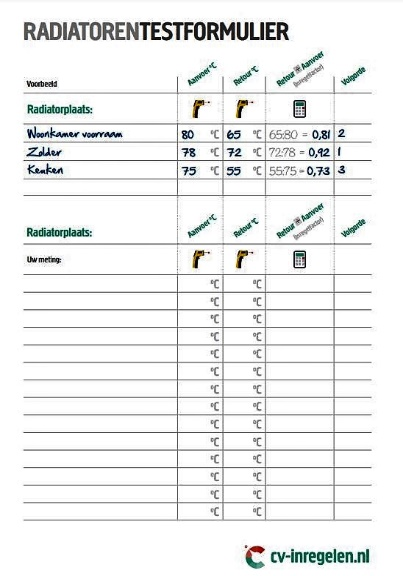 RADIATORENTESTFORMULIER
Voorbeeld
Aanvoer °C
Retour °C
Retour : Aanvoer
(inregelfactor)
Volgorde
Radiatorplaats:
Woonkamer voorraam 80 °C 65 °C 65:80 = 0,81 2
Zolder 78 °C 72 °C 72:78 = 0,92 1
Keuken 75 °C 55 °C 55:75 = 0,73 3
Aanvoer °C
Retour °C
Retour : Aanvoer
(inregelfactor)
Volgorde
Radiatorplaats:
Uw meting:
°C °C
°C °C
°C °C
°C °C
°C °C
°C °C
°C °C
°C °C
°C °C
°C °C
°C °C
°C °C
°C °C
°C °C
cv-inregelen.nl